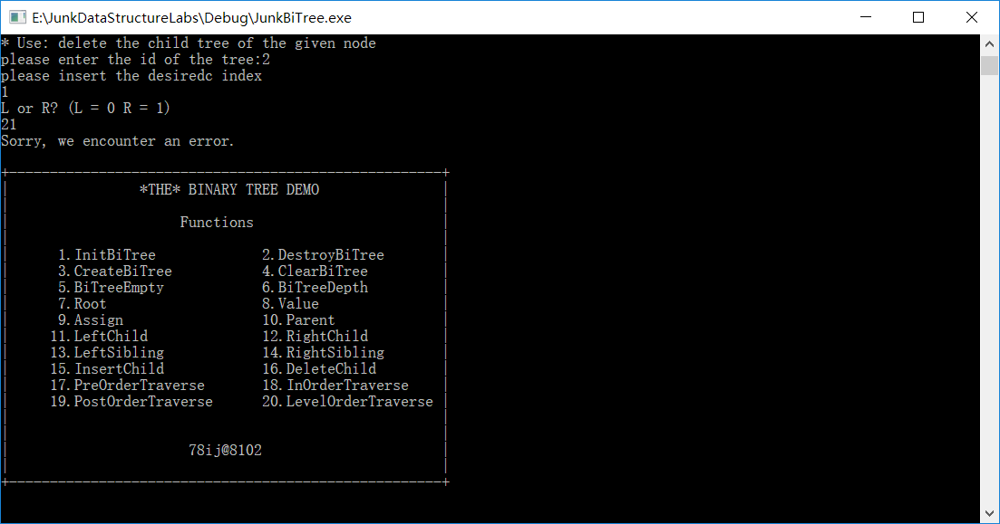 E:\JunkDataStructureLabs\Debug\JunkBiTree.exe
* Use: delete the child tree of the given node
please enter the id of the tree:2
please insert the desiredc index
1
L or R? (L = 0 R = 1)
21
Sorry, we encounter an error.
*THE* BINARY TREE DEMO
Functions
1.InitBiTree 2.DestroyBiTree
3.CreateBiTree 4.ClearBiTree
5.BiTreeEmpty 6.BiTreeDepth
7.Root 8.Value
9.Assign 10.Parent
11.LeftChild 12.RightChild
13.LeftSibling 14.RightSibling
15.InsertChild 16.DeleteChild
17.PreOrderTraverse 18.InOrderTraverse
19.PostOrderTraverse 20.LevelOrderTraverse
78ij@8102